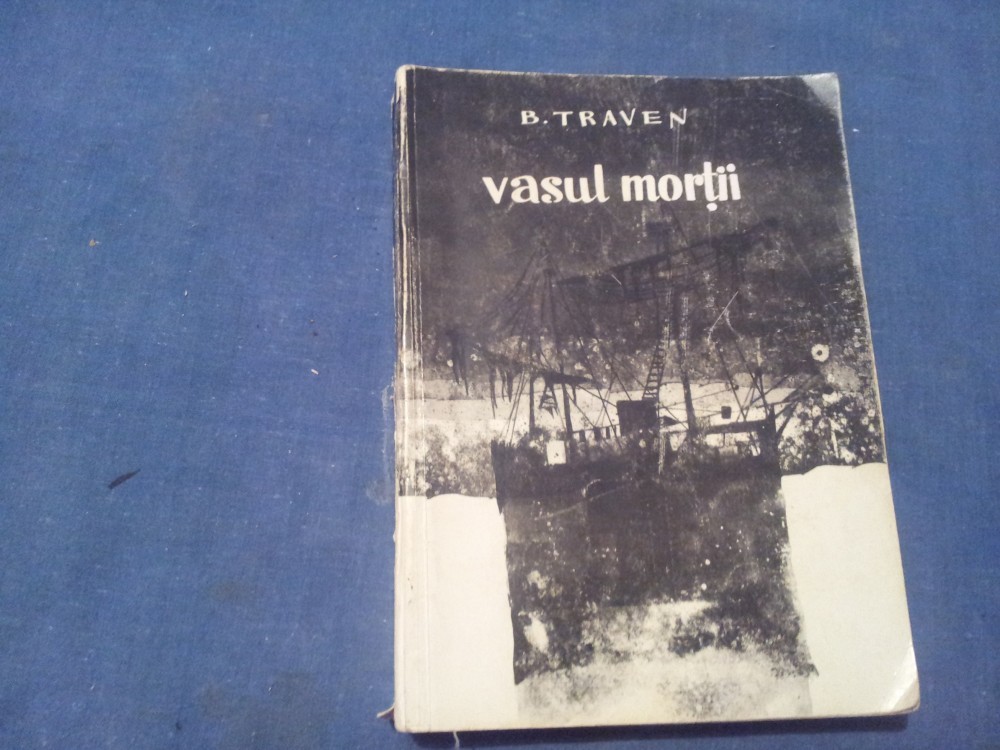 B. TRAVEN
vasul morții